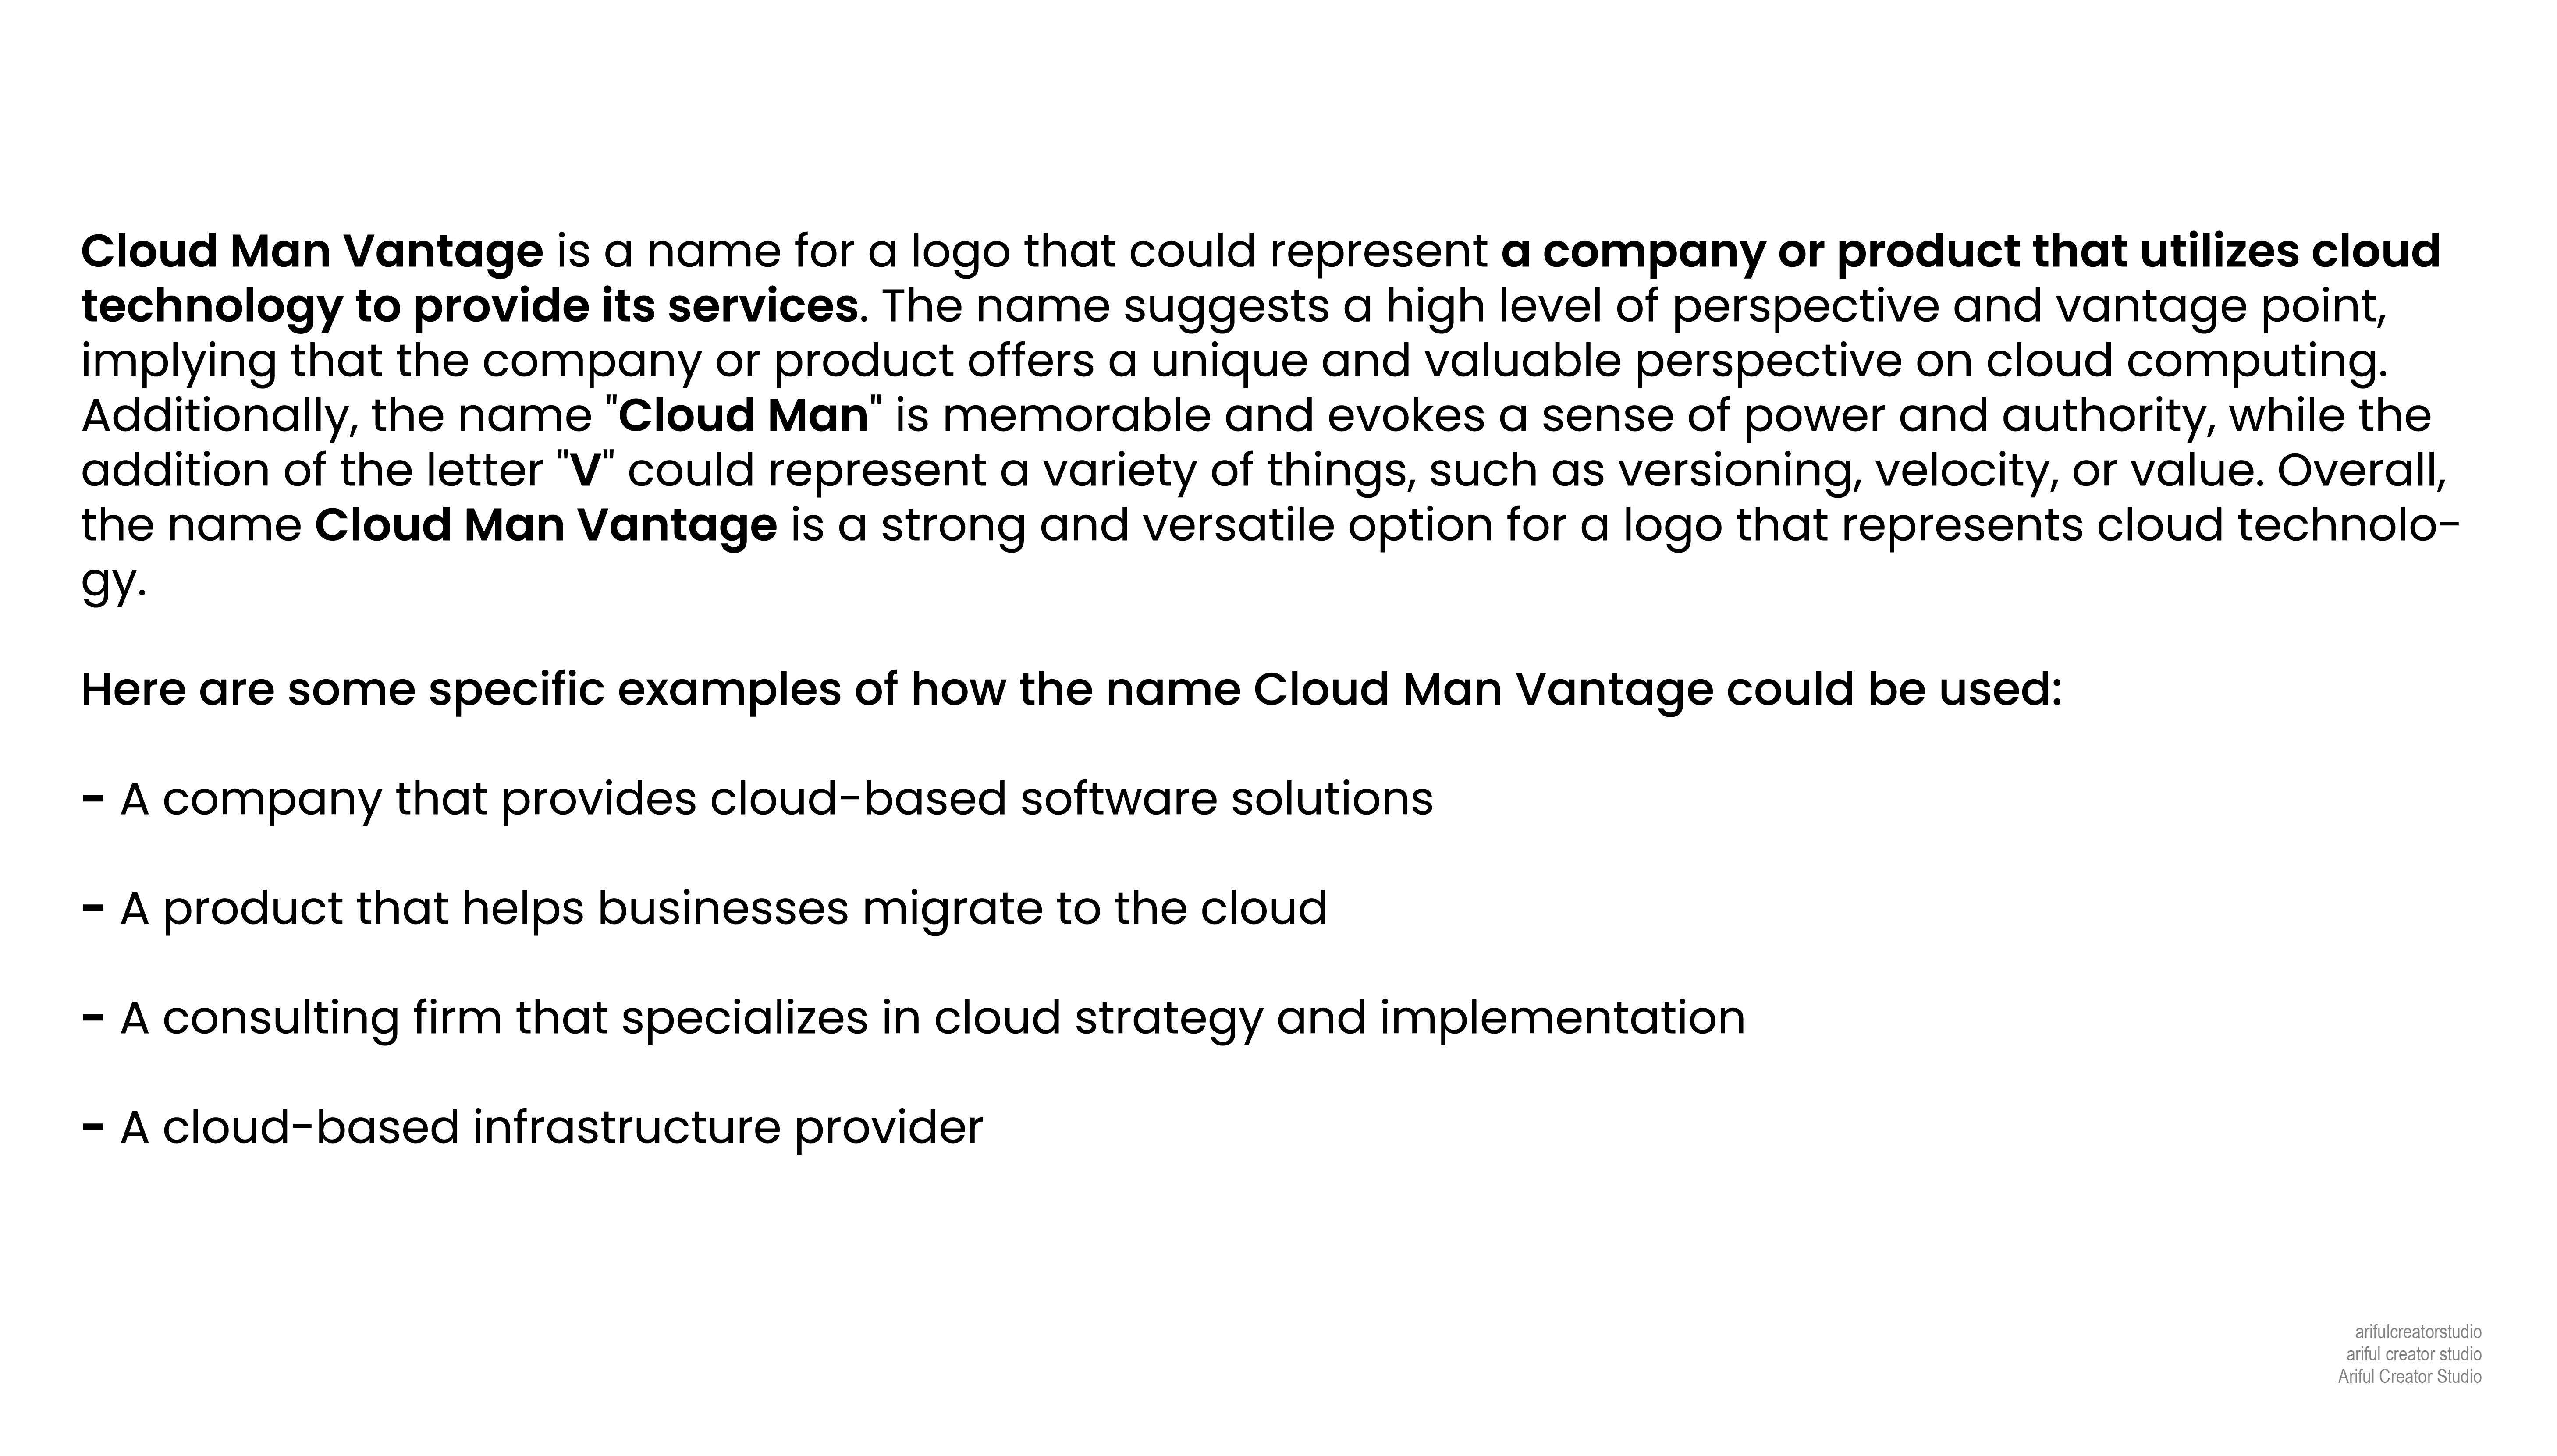 Cloud Man Vantage is a name for a logo that could represent a company or product that utilizes cloud
technology to provide its services. The name suggests a high level of perspective and vantage point,
implying that the company or product offers a unique and valuable perspective on cloud computing.
Additionally, the name "Cloud Man" is memorable and evokes a sense of power and authority, while the
addition of the letter "V" could represent a variety of things, such as versioning, velocity, or value. Overall,
the name Cloud Man Vantage is a strong and versatile option for a logo that represents cloud technolo-
gy.
Here are some specific examples of how the name Cloud Man Vantage could be used:
- A company that provides cloud-based software solutions
- A product that helps businesses migrate to the cloud
- A consulting firm that specializes in cloud strategy and implementation
- A cloud-based infrastructure provider
arifulcreatorstudio
ariful creator studio
Ariful Creator Studio